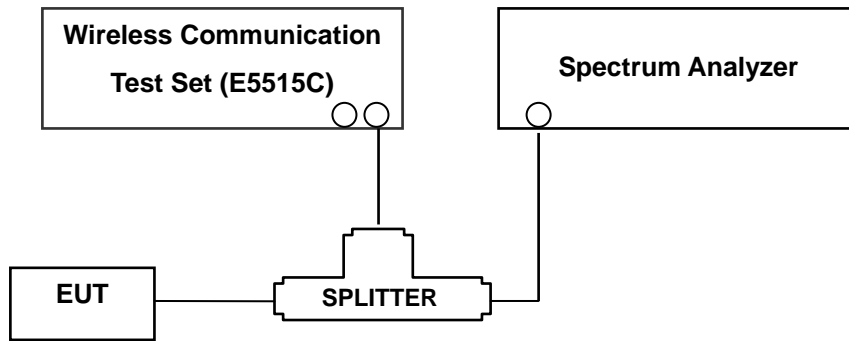 Wireless Communication
Test Set (E5515C)
Spectrum Analyzer
EUT
SPLITTER